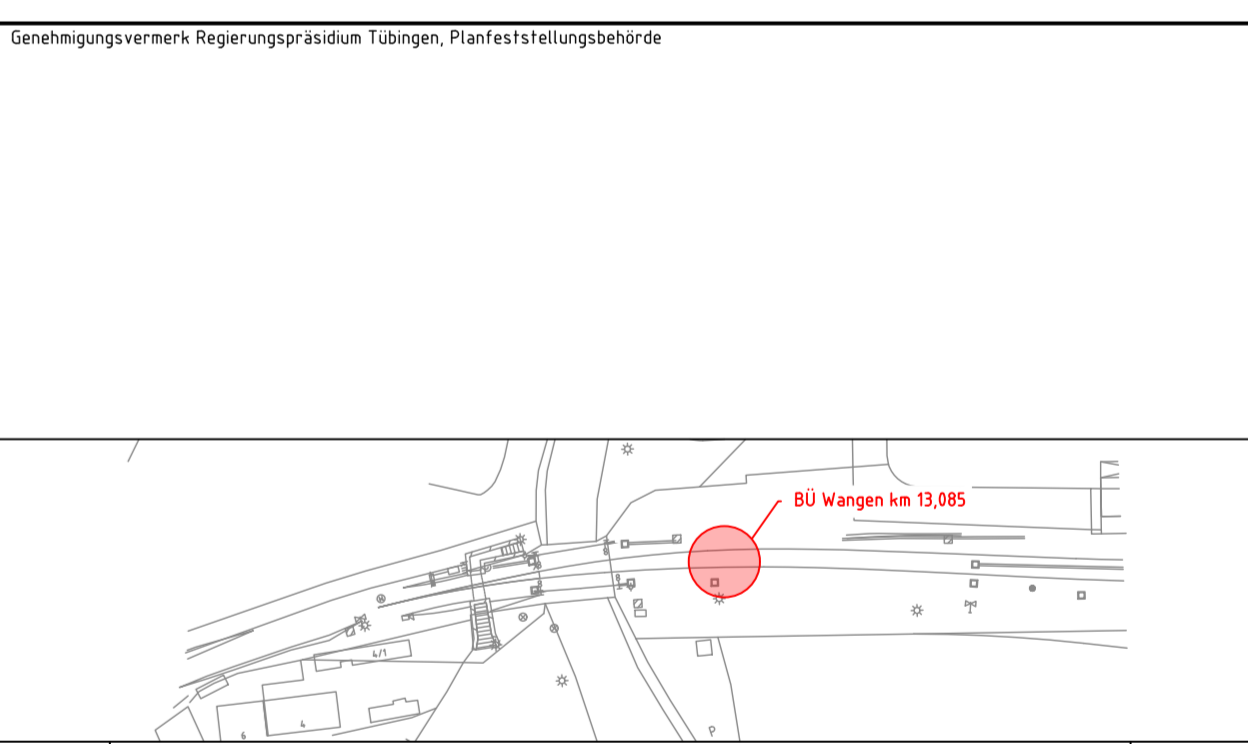 Genehmigungsvermerk Regierungspräsidium Tübingen, Planfeststellungsbehörde
BÜ Wangen km 13,085
4/1
4
6
P